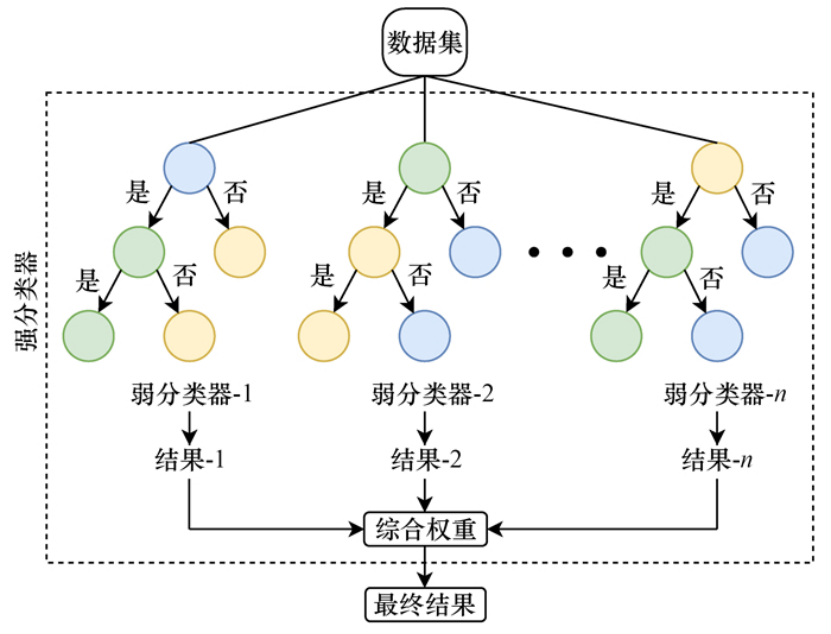 数据集
强分类器
是 否 是 否 是 否
是 否 是 否 是 否
弱分类器-1 弱分类器-2 弱分类器-n
结果-1 结果-2 结果-n
综合权重
最终结果